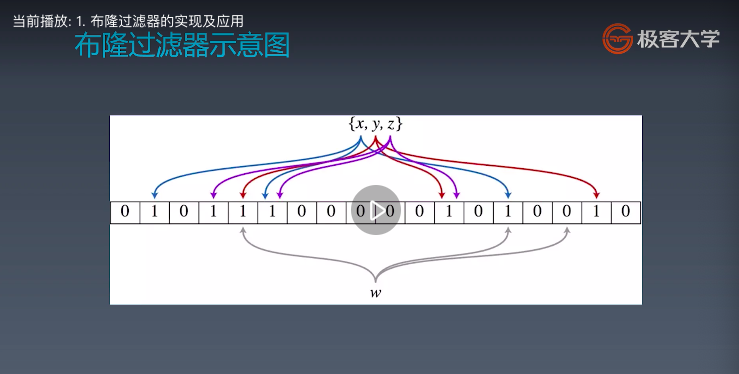 当前播放: 1. 布隆过滤器的实现及应用
布隆过滤器示意图
极客大学
{x, y, z}
0 1 0 1 1 1 0 0 0 0 0 1 0 1 0 0 1 0
w